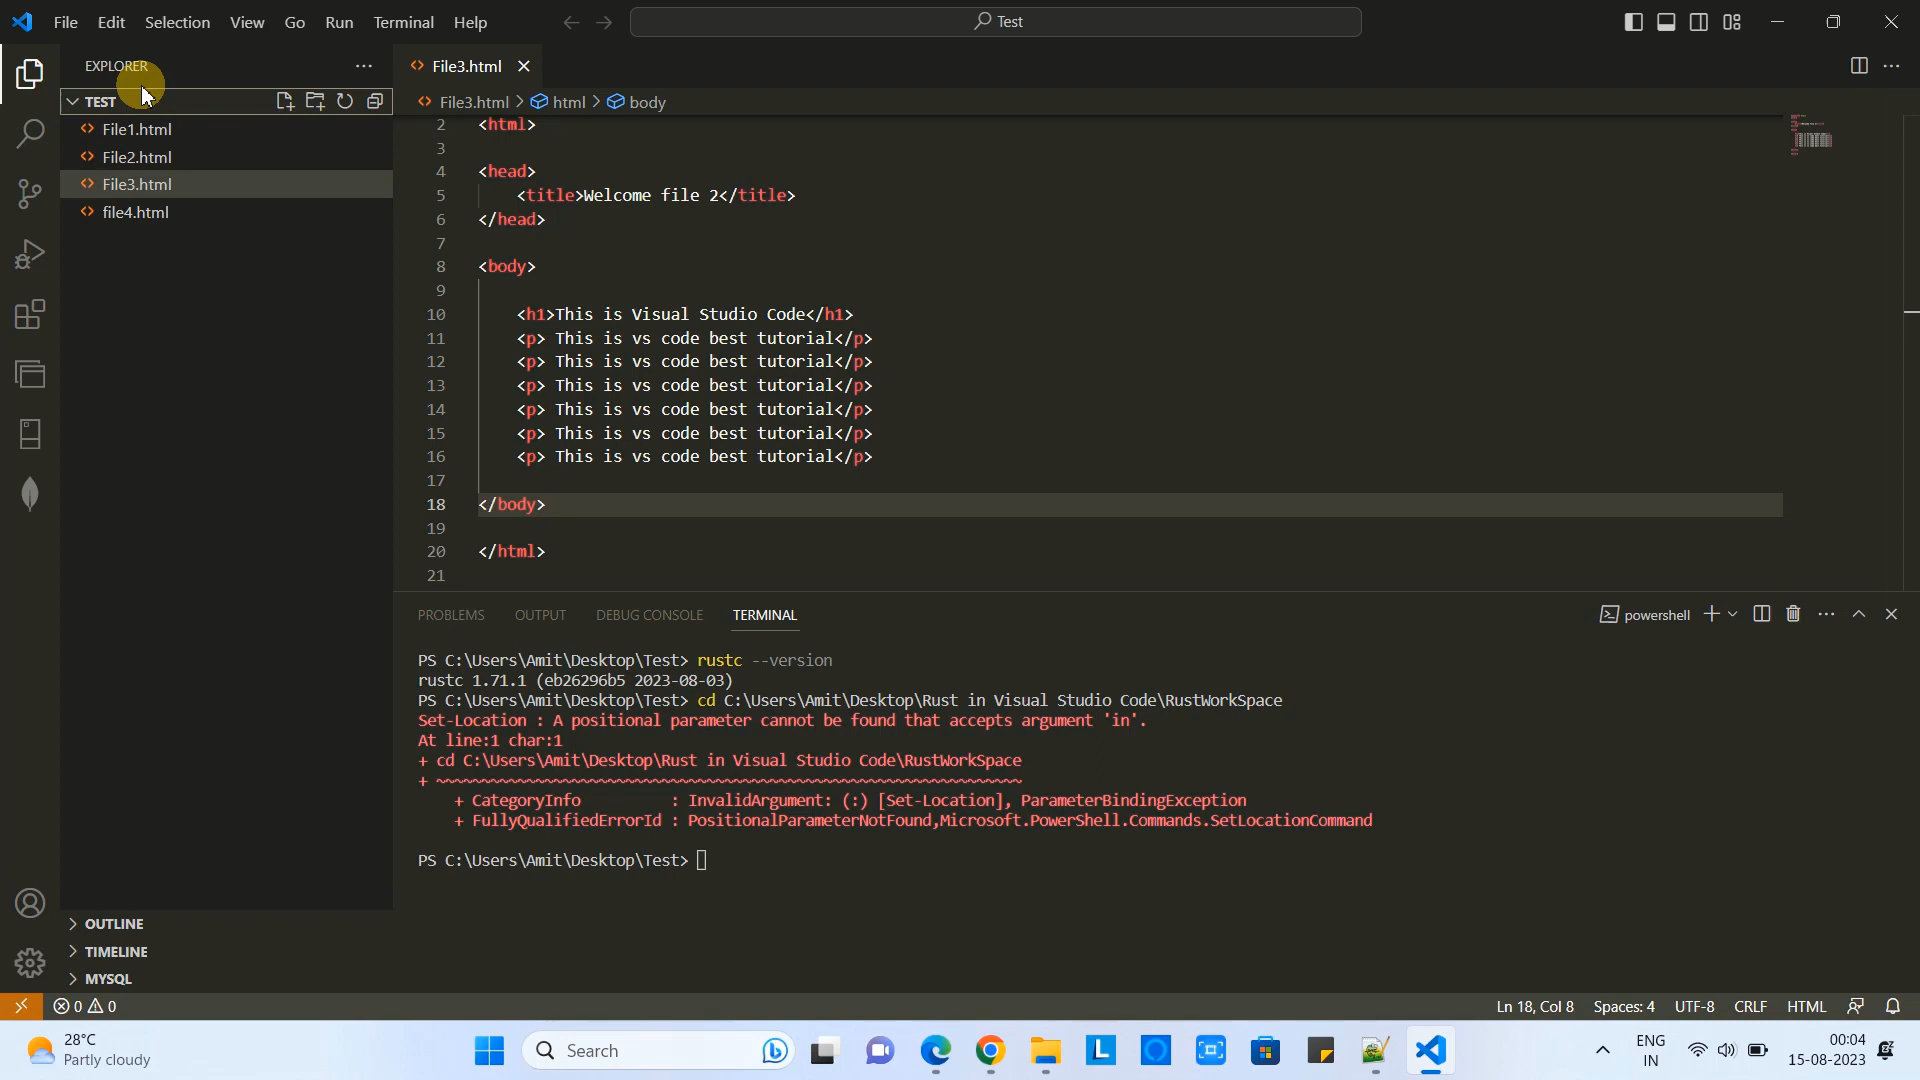 File Edit Selection View Go Run Terminal Help
Test
EXPLORER
TEST
File1.html
File2.html
File3.html
file4.html
OUTLINE
TIMELINE
MYSQL
File3.html
File3.html > html > body
2 <html>
3
4 <head>
5 <title>Welcome file 2</title>
6 </head>
7
8 <body>
9
10 <h1>This is Visual Studio Code</h1>
11 <p> This is vs code best tutorial</p>
12 <p> This is vs code best tutorial</p>
13 <p> This is vs code best tutorial</p>
14 <p> This is vs code best tutorial</p>
15 <p> This is vs code best tutorial</p>
16 <p> This is vs code best tutorial</p>
17
18 </body>
19
20 </html>
21
PROBLEMS OUTPUT DEBUG CONSOLE TERMINAL
powershell
PS C:\Users\Amit\Desktop\Test> rustc --version
rustc 1.71.1 (eb26296b5 2023-08-03)
PS C:\Users\Amit\Desktop\Test> cd C:\Users\Amit\Desktop\Rust in Visual Studio Code\RustWorkSpace
Set-Location : A positional parameter cannot be found that accepts argument 'in'.
At line:1 char:1
+ cd C:\Users\Amit\Desktop\Rust in Visual Studio Code\RustWorkSpace
+ ~~~~~~~~~~~~~~~~~~~~~~~~~~~~~~~~~~~~~~~~~~~~~~~~~~~~~~~~~~~~~~~~~
+ CategoryInfo : InvalidArgument: (:) [Set-Location], ParameterBindingException
+ FullyQualifiedErrorId : PositionalParameterNotFound,Microsoft.PowerShell.Commands.SetLocationCommand
PS C:\Users\Amit\Desktop\Test>
0 0
Ln 18, Col 8 Spaces: 4 UTF-8 CRLF HTML
28°C
Partly cloudy
Search
ENG
IN
00:04
15-08-2023